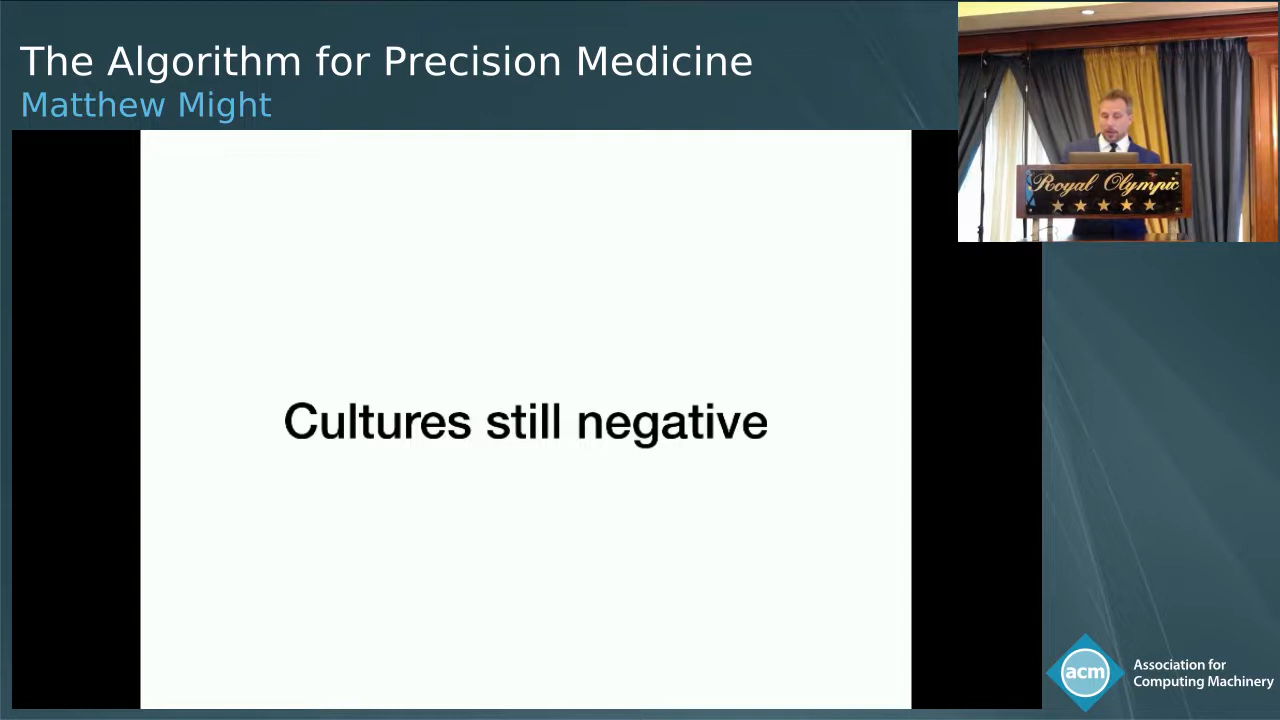 The Algorithm for Precision Medicine
Matthew Might
Royal Olympic
Cultures still negative
acm
Association for
Computing Machinery